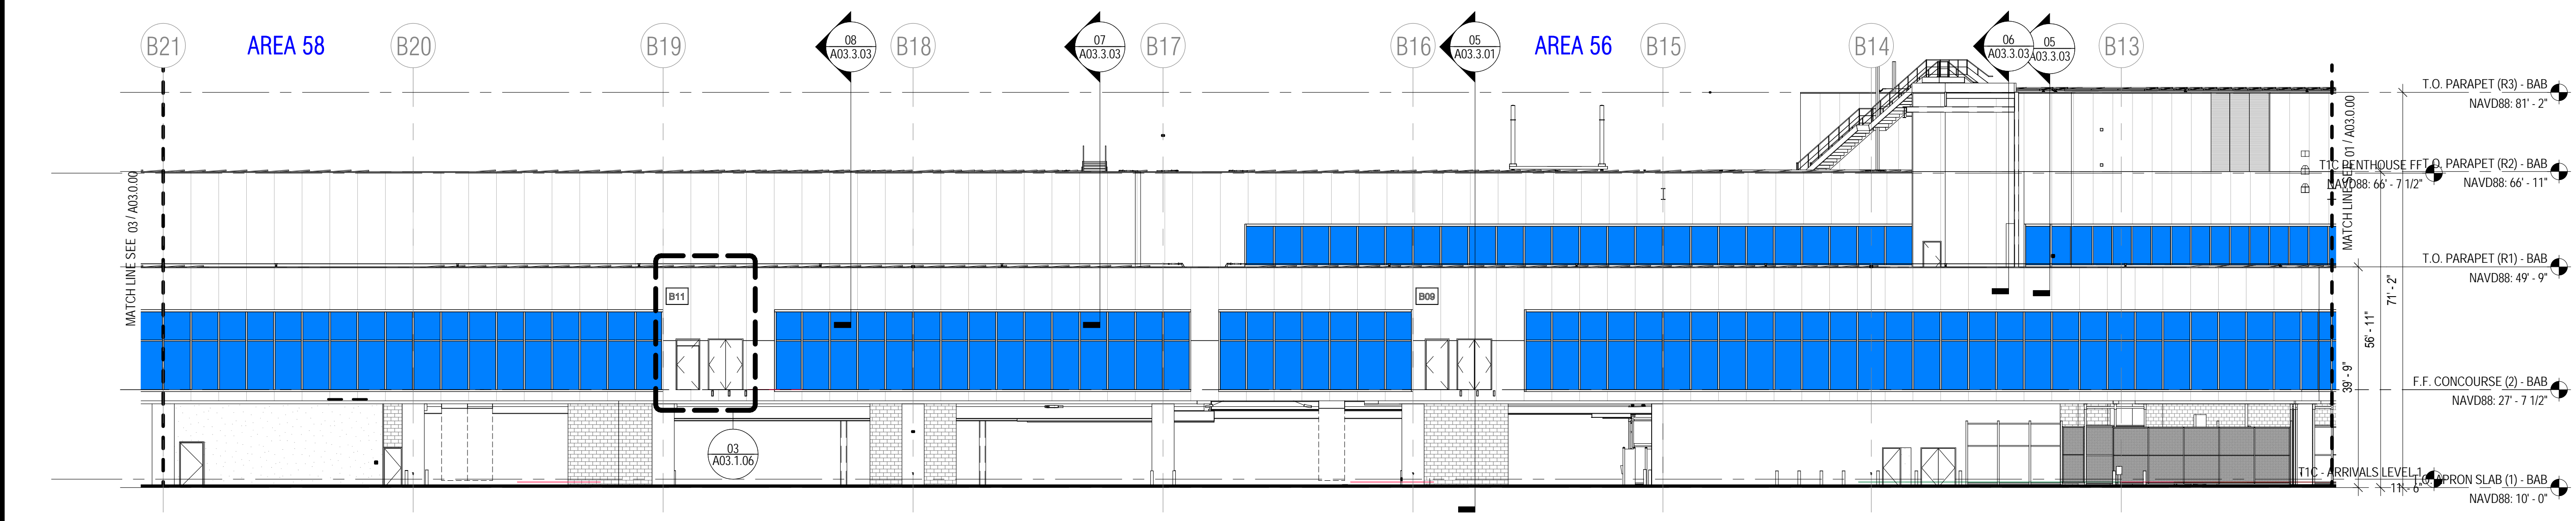 B21
AREA 58
B20
B19
08
A03.3.03
B18
07
A03.3.03
B17
B16
05
A03.3.01
AREA 56
B15
B14
06
A03.3.03
05
A03.3.03
B13
T.O. PARAPET (R3) - BAB
NAVD88: 81' - 2"
T1C PENTHOUSE FF
NAVD88: 66' - 7 1/2"
T.O. PARAPET (R2) - BAB
NAVD88: 66' - 11"
MATCH LINE SEE 03 / A03.0.00
MATCH LINE SEE 01 / A03.0.00
T.O. PARAPET (R1) - BAB
NAVD88: 49' - 9"
71' - 2"
56' - 11"
39' - 9"
B11
B09
F.F. CONCOURSE (2) - BAB
NAVD88: 27' - 7 1/2"
03
A03.1.06
T1C - ARRIVALS LEVEL 1
11' - 6"
T.O. APRON SLAB (1) - BAB
NAVD88: 10' - 0"